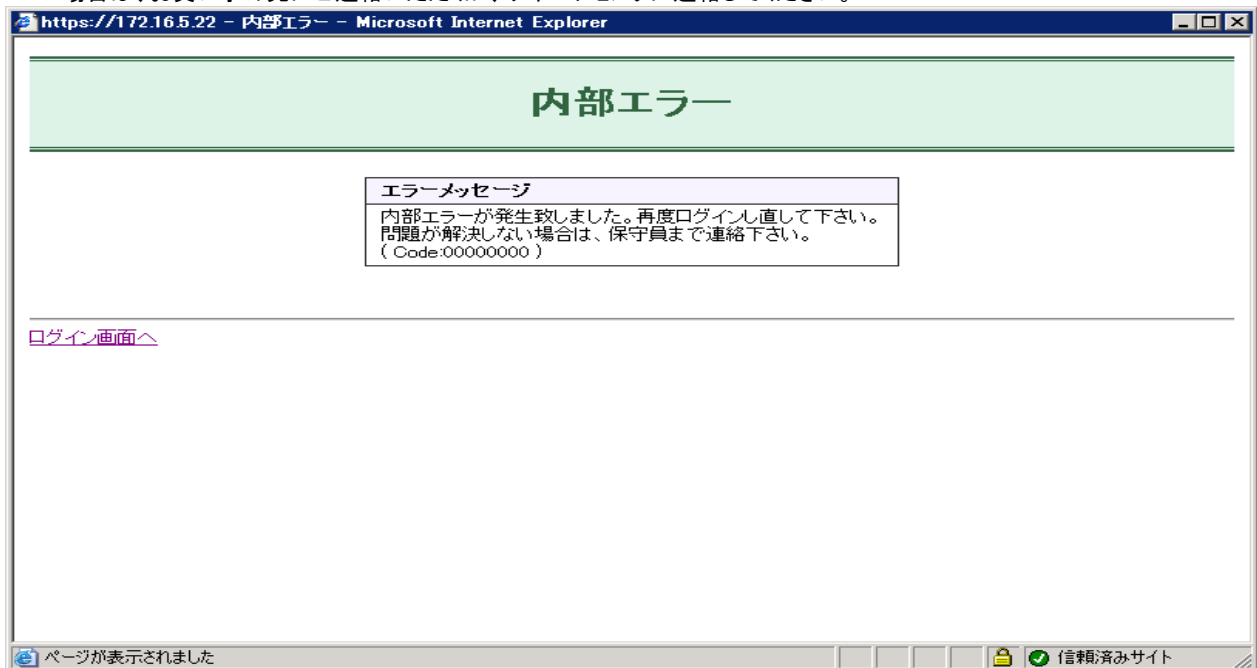 https://172.16.5.22 - 内部エラー - Microsoft Internet Explorer
内部エラー
エラーメッセージ
内部エラーが発生致しました。再度ログインし直して下さい。
問題が解決しない場合は、保守員まで連絡下さい。
( Code:00000000 )
ログイン画面へ
ページが表示されました
信頼済みサイト